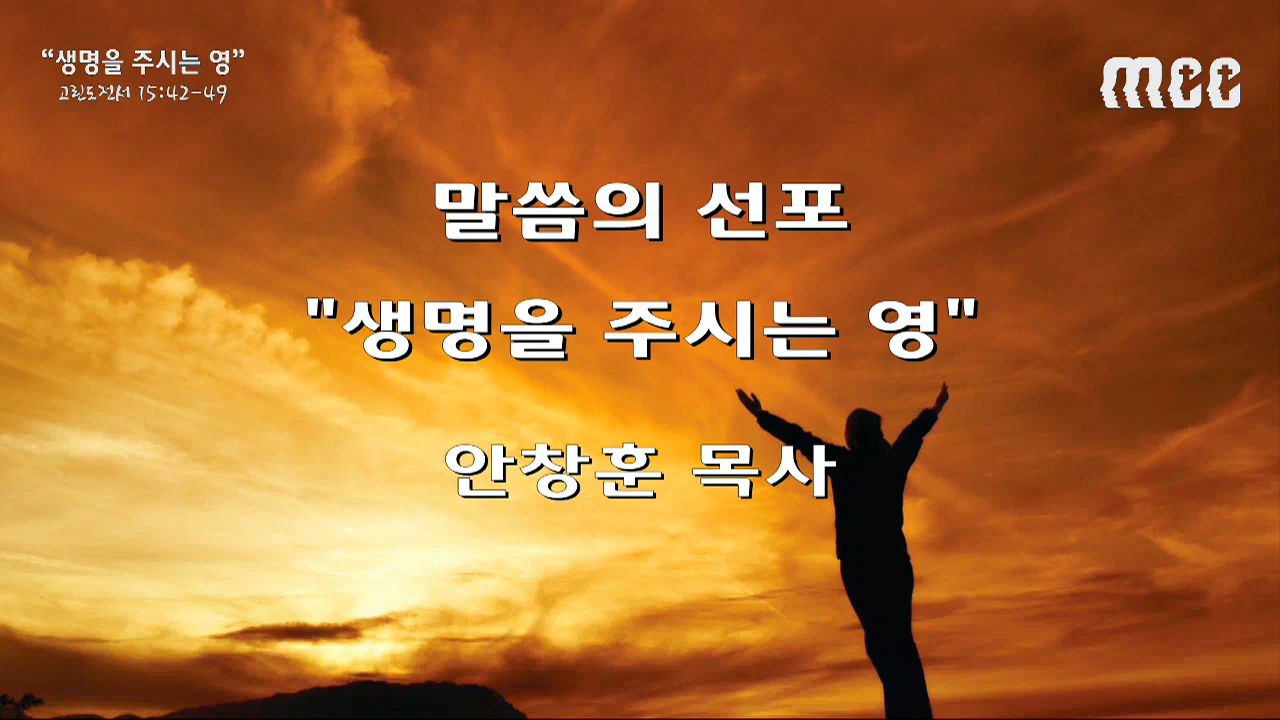 “생명을 주시는 영”
고린도전서 15:42-49
mcc
말씀의 선포
"생명을 주시는 영"
안창훈 목사